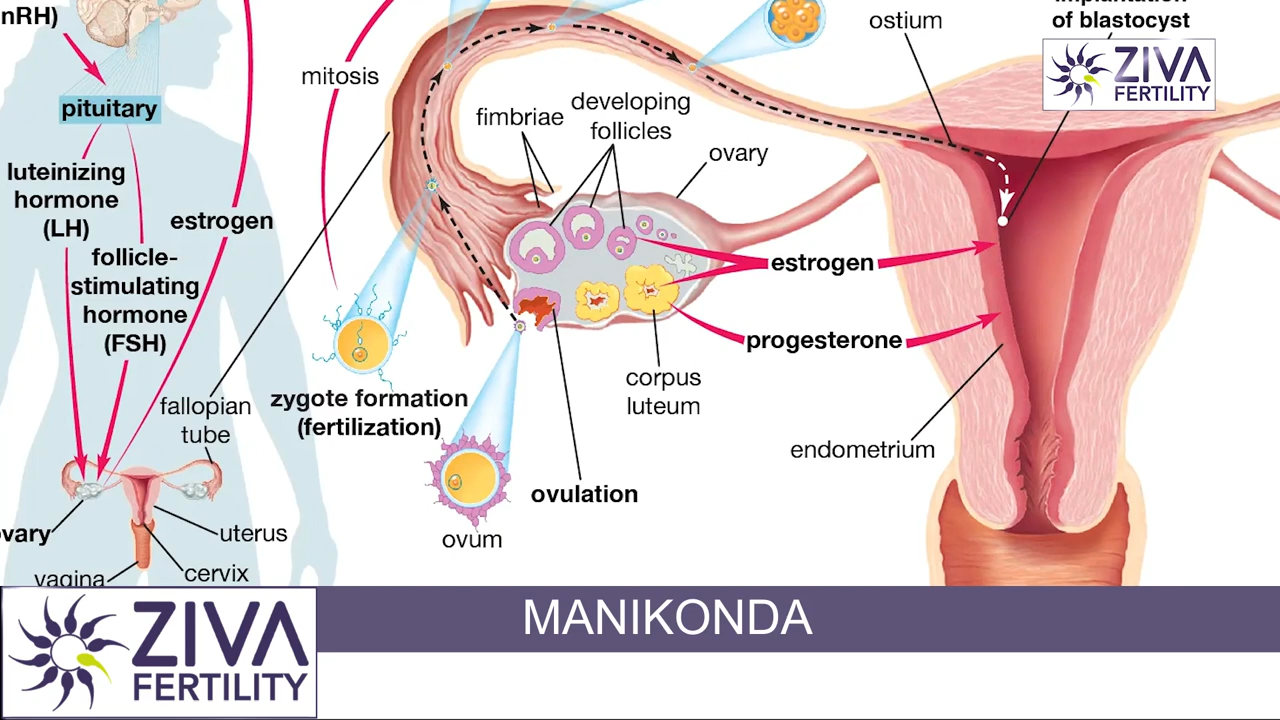 nRH)
pituitary
luteinizing
hormone
(LH)
estrogen
follicle-
stimulating
hormone
(FSH)
mitosis
fimbriae
developing
follicles
ovary
ostium
implantation
of blastocyst
ZIVA
FERTILITY
estrogen
progesterone
corpus
luteum
endometrium
zygote formation
(fertilization)
fallopian
tube
ovulation
ovum
vary
uterus
cervix
vagina
ZIVA
FERTILITY
MANIKONDA